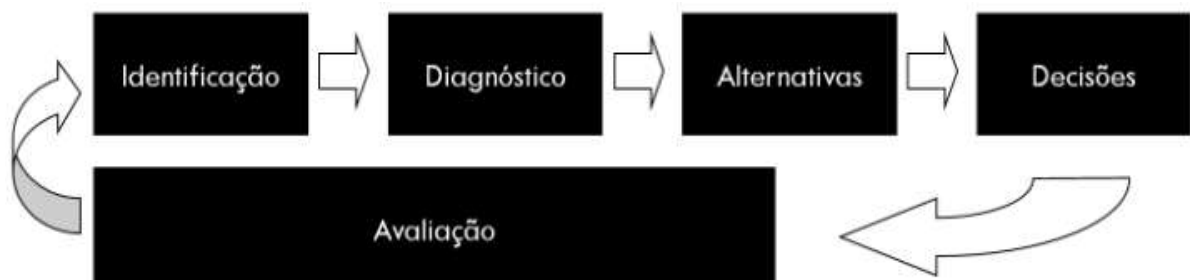 Identificação
Diagnóstico
Alternativas
Decisões
Avaliação